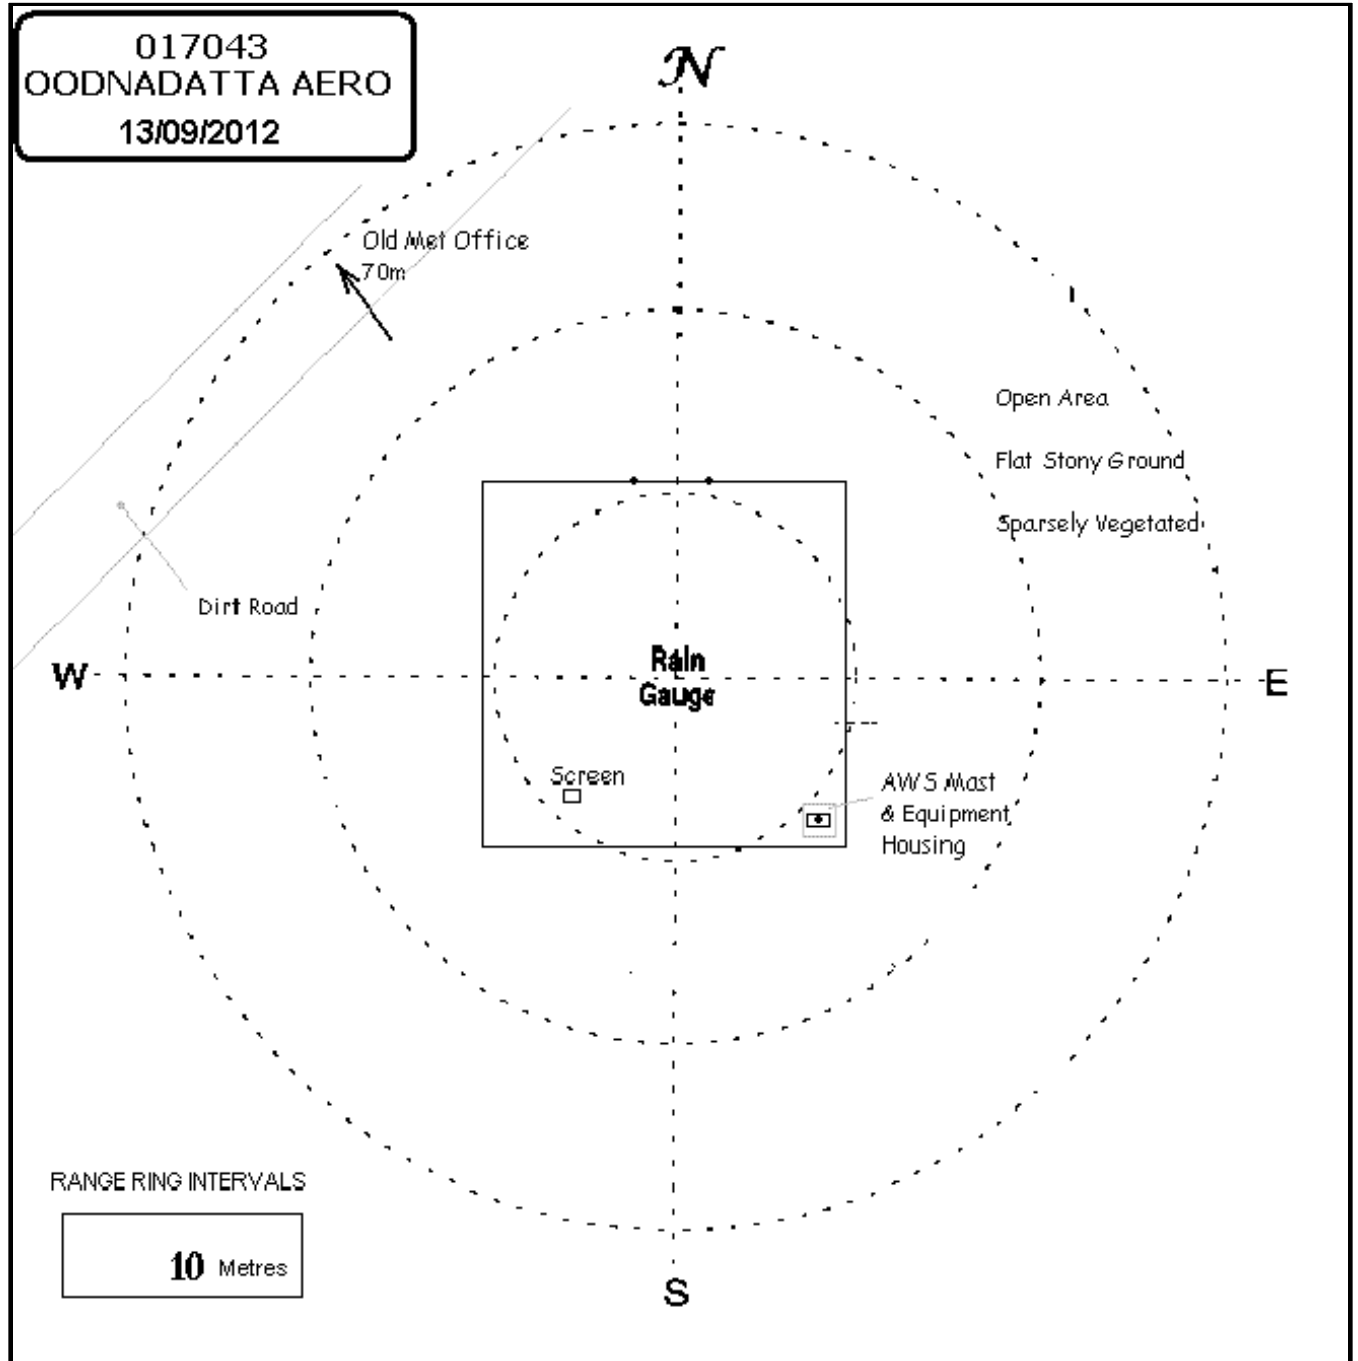 017043
OODNADATTA AERO
13/09/2012
N
Old Met Office
70m
Open Area
Flat Stony Ground
Sparsely Vegetated
Dirt Road
W
Rain
Gauge
E
Screen
AWS Mast
& Equipment
Housing
RANGE RING INTERVALS
10 Metres
S